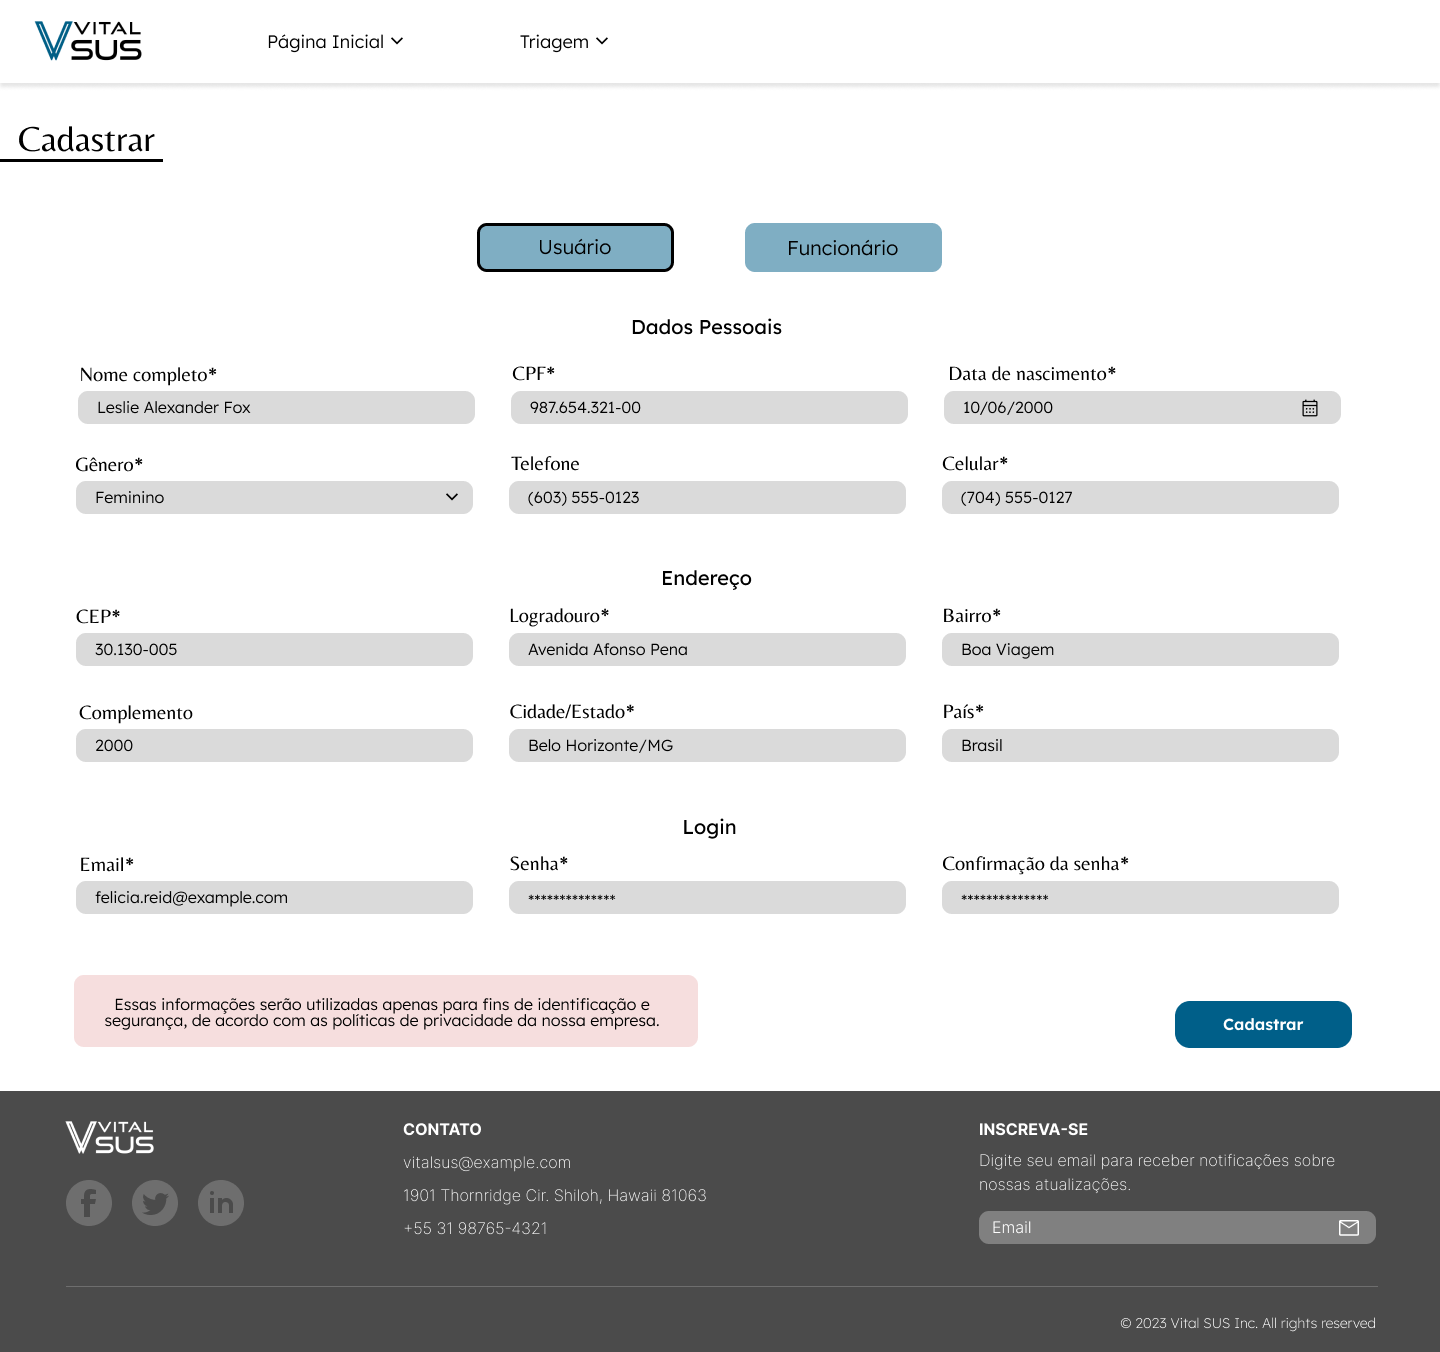 VITAL
SUS
Página Inicial
Triagem
Cadastrar
Usuário
Funcionário
Dados Pessoais
Nome completo*
CPF*
Data de nascimento*
Leslie Alexander Fox
987.654.321-00
10/06/2000
Gênero*
Telefone
Celular*
Feminino
(603) 555-0123
(704) 555-0127
Endereço
CEP*
Logradouro*
Bairro*
30.130-005
Avenida Afonso Pena
Boa Viagem
Complemento
Cidade/Estado*
País*
2000
Belo Horizonte/MG
Brasil
Login
Email*
Senha*
Confirmação da senha*
felicia.reid@example.com
**************
**************
Essas informações serão utilizadas apenas para fins de identificação e
segurança, de acordo com as políticas de privacidade da nossa empresa.
Cadastrar
VITAL
SUS
CONTATO
vitalsus@example.com
1901 Thornridge Cir. Shiloh, Hawaii 81063
+55 31 98765-4321
INSCREVA-SE
Digite seu email para receber notificações sobre
nossas atualizações.
Email
© 2023 Vital SUS Inc. All rights reserved